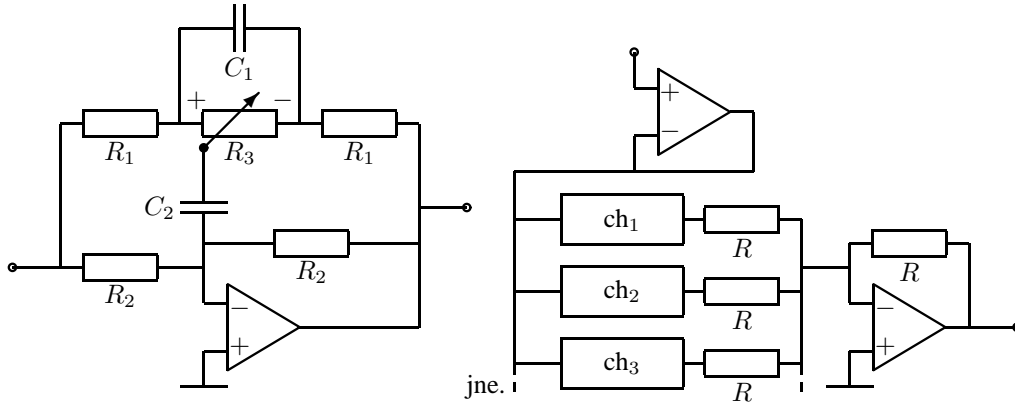 C₁
+ −
R₁ R₃ R₁
C₂
R₂ R₂
−
+
+
−
ch₁ R
ch₂ R
ch₃ R
jne.
R
−
+